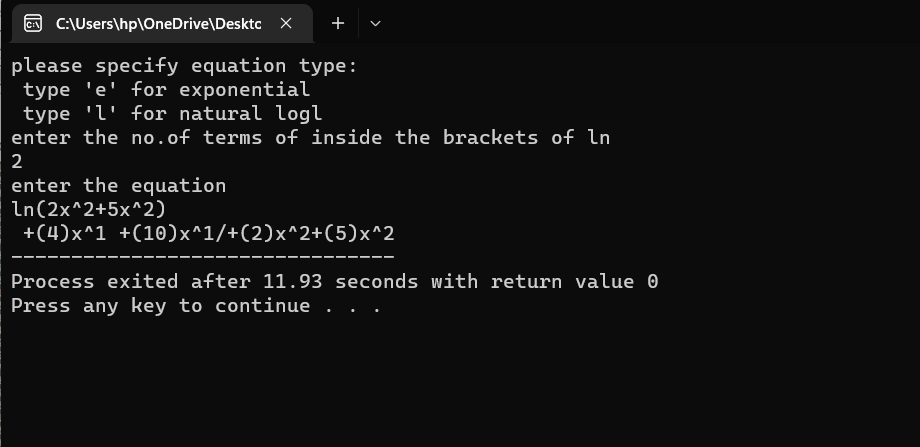 C:\Users\hp\OneDrive\Deskto
please specify equation type:
 type 'e' for exponential
 type 'l' for natural logl
enter the no.of terms of inside the brackets of ln
2
enter the equation
ln(2x^2+5x^2)
 +(4)x^1 +(10)x^1/+(2)x^2+(5)x^2
--------------------------------
Process exited after 11.93 seconds with return value 0
Press any key to continue . . .